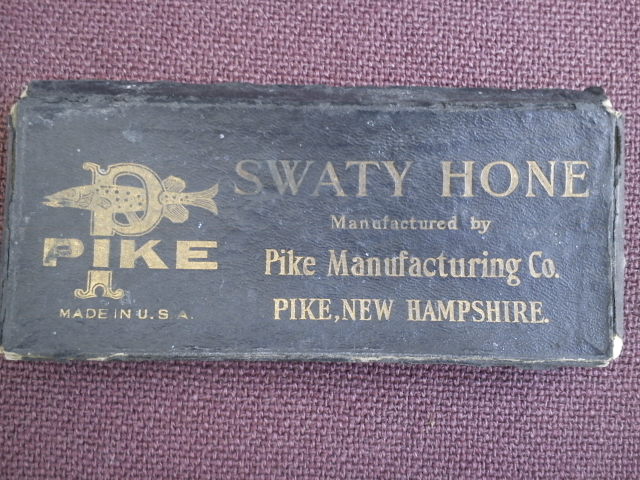 P
PIKE
MADE IN U.S.A.
SWATY HONE
Manufactured by
Pike Manufacturing Co.
PIKE, NEW HAMPSHIRE.